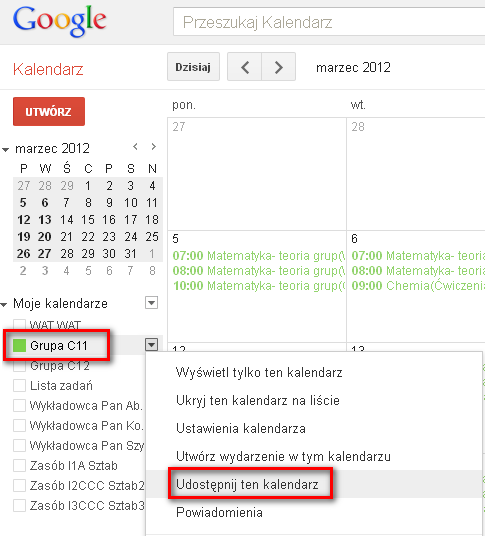 Google
Przeszukaj Kalendarz
Kalendarz
Dzisiaj
marzec 2012
UTWÓRZ
pon.
wt.
marzec 2012
P W Ś C P S N
27 28 29 1 2 3 4
5 6 7 8 9 10 11
12 13 14 15 16 17 18
19 20 21 22 23 24 25
26 27 28 29 30 31 1
2 3 4 5 6 7 8
27
28
5
6
07:00 Matematyka- teoria grup(
07:00 Matematyka- teoria
08:00 Matematyka- teoria grup(
08:00 Matematyka- teoria
10:00 Matematyka- teoria grup(
09:00 Chemia(Ćwiczeni
12
13
Moje kalendarze
WAT WAT
Grupa C11
Grupa C12
Lista zadań
Wykładowca Pan Ab.
Wykładowca Pan Ko.
Wykładowca Pan Szy
Zasób I1A Sztab
Zasób I2CCC Sztab2
Zasób I3CCC Sztab3
Wyświetl tylko ten kalendarz
Ukryj ten kalendarz na liście
Ustawienia kalendarza
Utwórz wydarzenie w tym kalendarzu
Udostępnij ten kalendarz
Powiadomienia